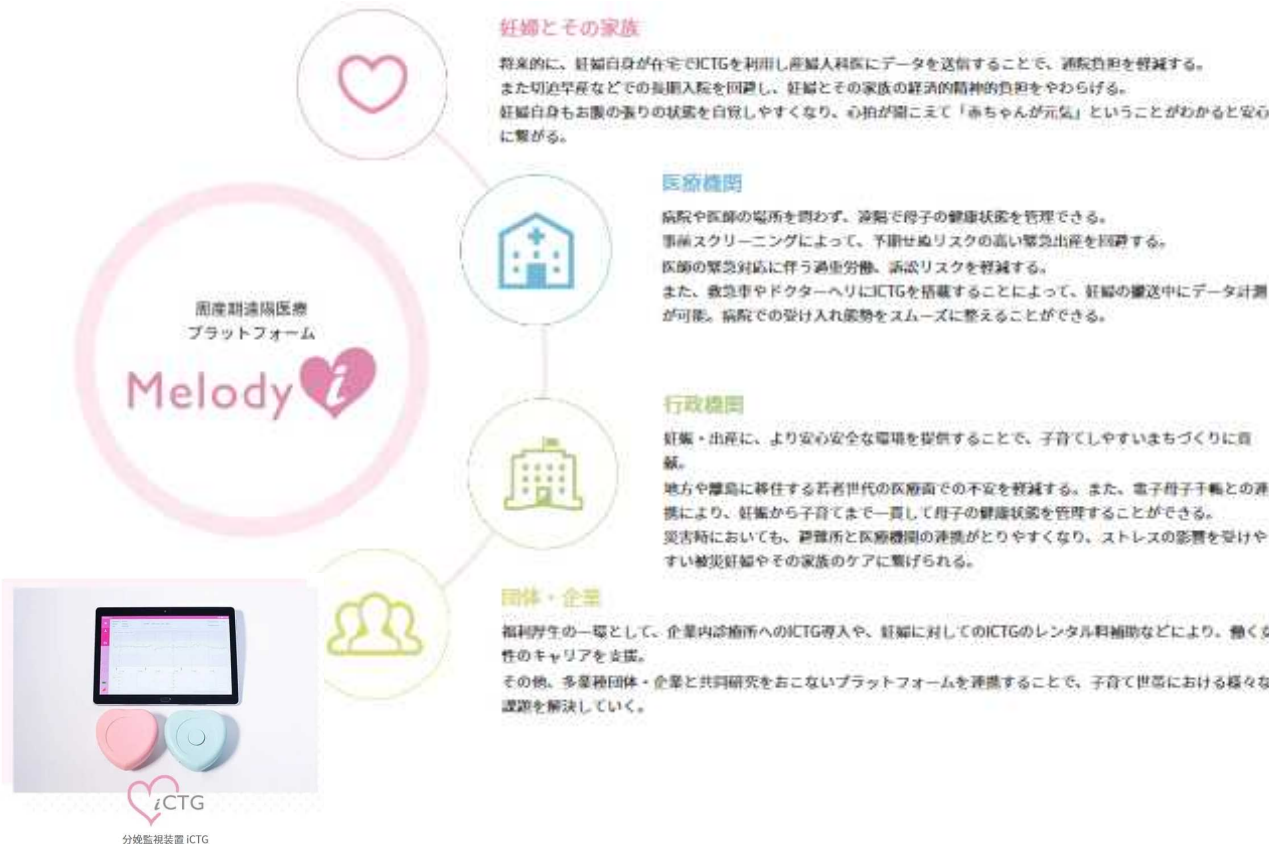 妊婦とその家族
将来的に、妊婦自身が在宅でiCTGを利用し産婦人科医にデータを送信することで、通院負担を軽減する。
また切迫早産などでの長期入院を回避し、妊婦とその家族の経済的精神的負担をやわらげる。
妊婦自身もお腹の張りの状態を自覚しやすくなり、心拍が聞こえて「赤ちゃんが元気」ということがわかると安心
に繋がる。
医療機関
病院や医師の場所を問わず、遠隔で母子の健康状態を管理できる。
事前スクリーニングによって、予期せぬリスクの高い緊急出産を回避する。
医師の緊急対応に伴う過重労働、訴訟リスクを軽減する。
また、救急車やドクターヘリにiCTGを搭載することによって、妊婦の搬送中にデータ計測
が可能。病院での受け入れ態勢をスムーズに整えることができる。
周産期遠隔医療
プラットフォーム
Melody i
行政機関
妊娠・出産に、より安心安全な環境を提供することで、子育てしやすいまちづくりに貢
献。
地方や離島に移住する若者世代の医療面での不安を軽減する。また、電子母子手帳との連
携により、妊娠から子育てまで一貫して母子の健康状態を管理することができる。
災害時においても、避難所と医療機関の連携がとりやすくなり、ストレスの影響を受けや
すい被災妊婦やその家族のケアに繋げられる。
団体・企業
福利厚生の一環として、企業内診療所へのiCTG導入や、妊婦に対してのiCTGのレンタル料補助などにより、働く女
性のキャリアを支援。
その他、多業種団体・企業と共同研究をおこないプラットフォームを連携することで、子育て世帯における様々な
課題を解決していく。
iCTG
分娩監視装置 iCTG